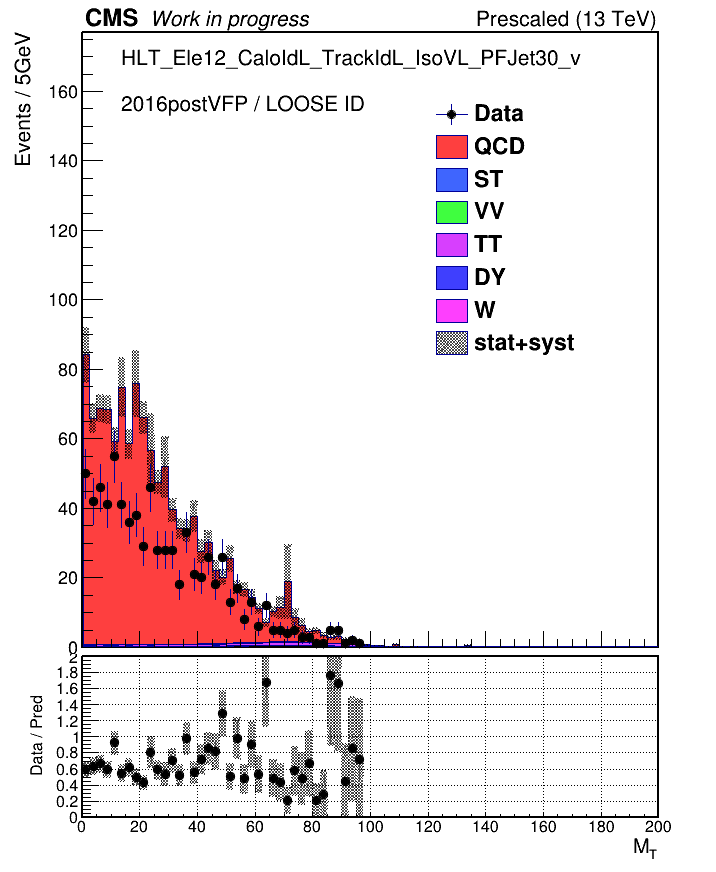 CMS Work in progress Prescaled (13 TeV)
HLT_Ele12_CaloIdL_TrackIdL_IsoVL_PFJet30_v
2016postVFP / LOOSE ID
Events / 5GeV
160
140
120
100
80
60
40
20
0
Data
QCD
ST
VV
TT
DY
W
stat+syst
Data / Pred
2
1.8
1.6
1.4
1.2
1
0.8
0.6
0.4
0.2
0
0 20 40 60 80 100 120 140 160 180 200
M_T